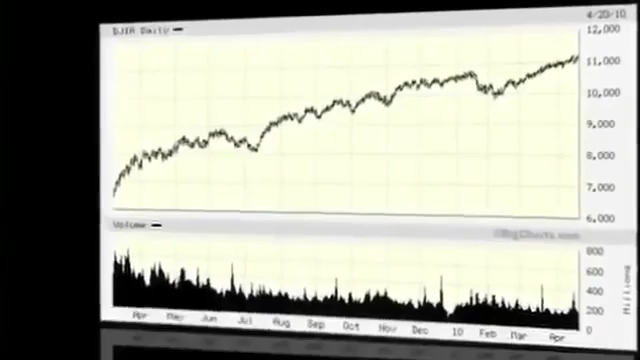 4/20/10
DJIA Daily
12,000
11,000
10,000
9,000
8,000
7,000
6,000
Volume
BigCharts.com
800
600
400
200
0
Millions
Apr May Jun Jul Aug Sep Oct Nov Dec 10 Feb Mar Apr